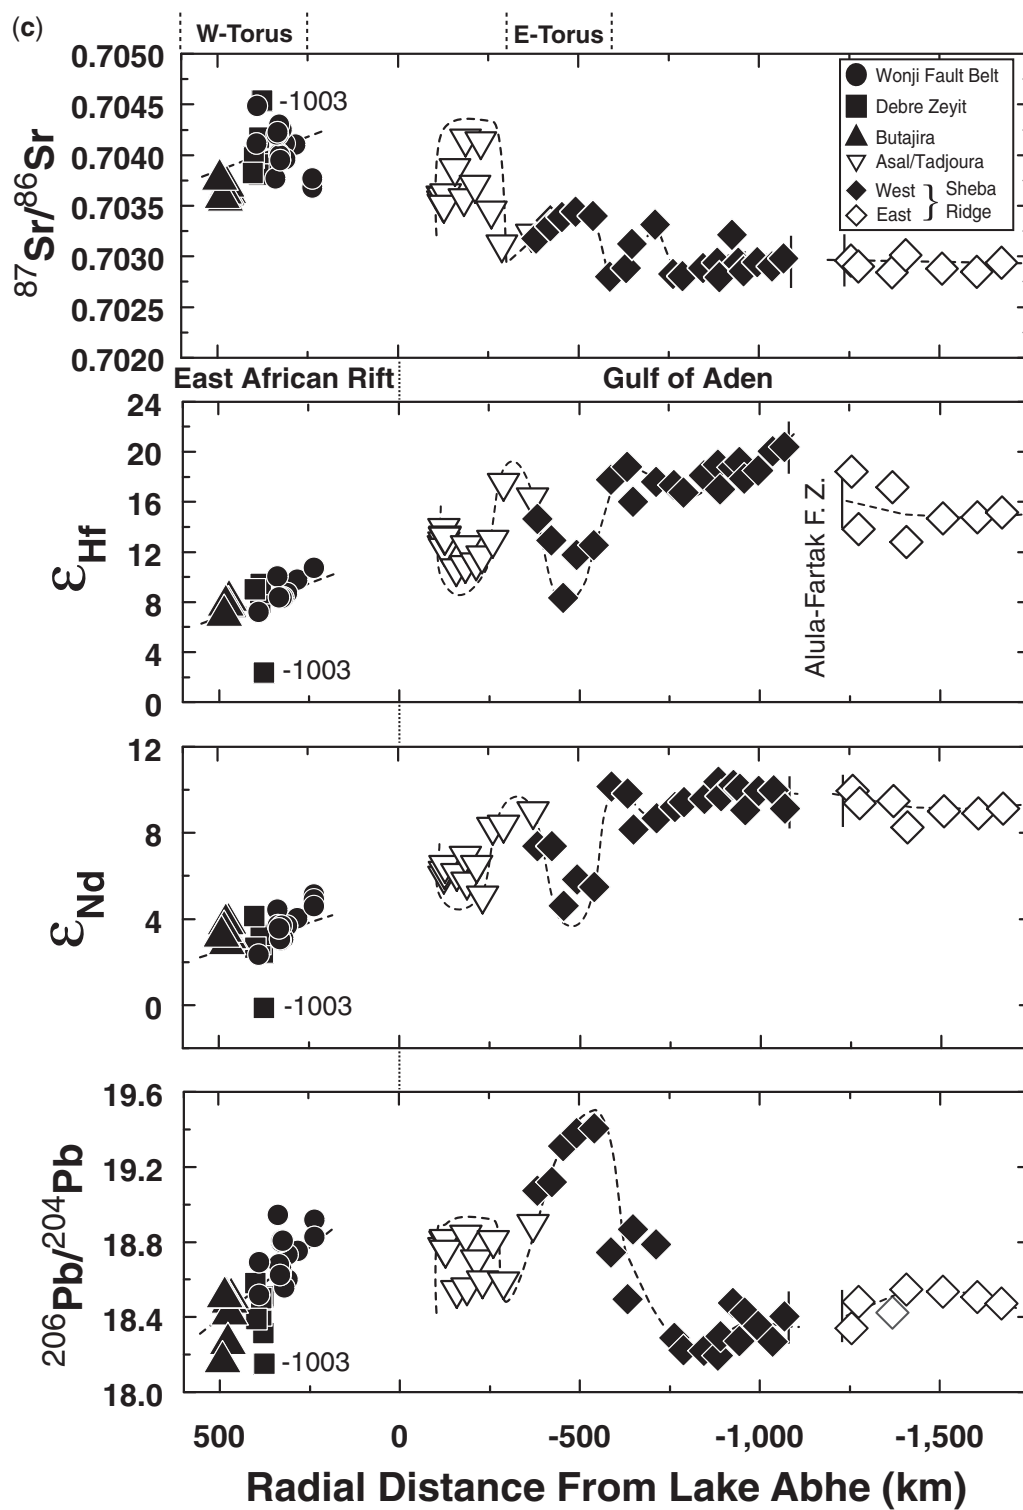 (c)
W-Torus
E-Torus
87Sr/86Sr
0.7050
0.7045
0.7040
0.7035
0.7030
0.7025
0.7020
-1003
Wonji Fault Belt
Debre Zeyit
Butajira
Asal/Tadjoura
West } Sheba
East } Ridge
East African Rift
Gulf of Aden
εHf
24
20
16
12
8
4
0
-1003
Alula-Fartak F. Z.
εNd
12
8
4
0
-1003
206Pb/204Pb
19.6
19.2
18.8
18.4
18.0
-1003
500 0 -500 -1,000 -1,500
Radial Distance From Lake Abhe (km)